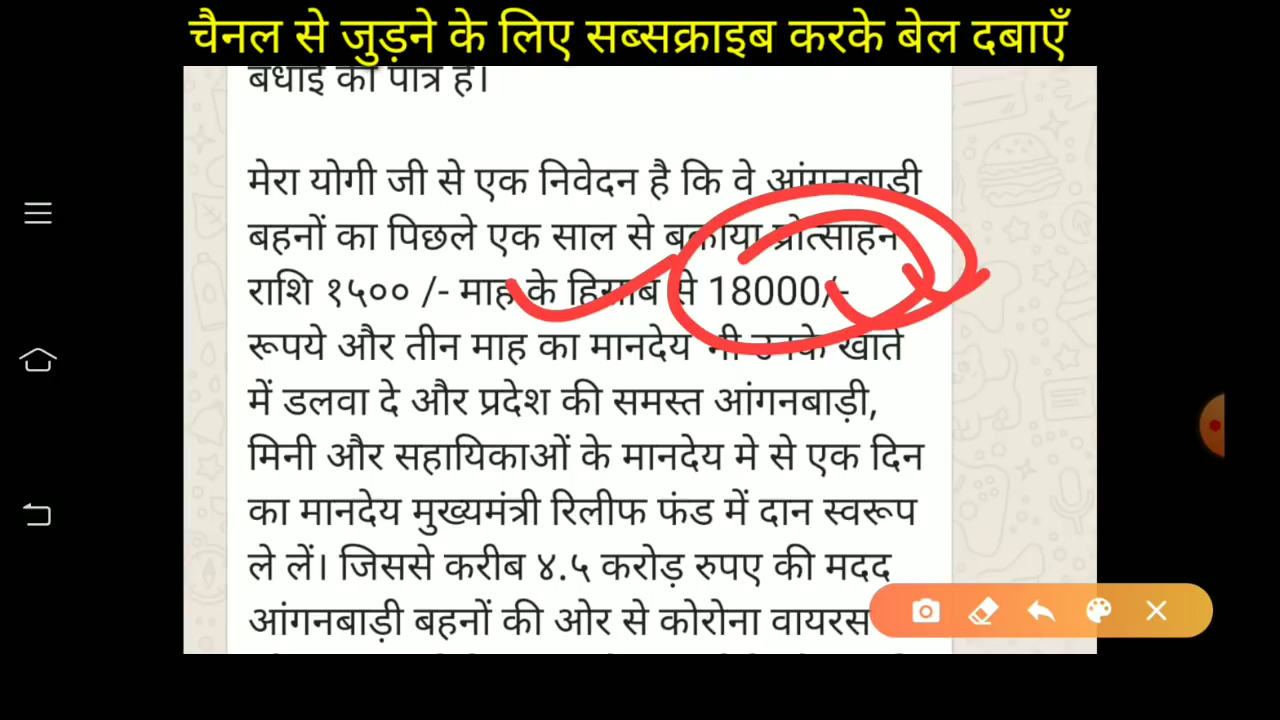 चैनल से जुड़ने के लिए सब्सक्राइब करके बेल दबाएँ
बधाई की पात्र है।
मेरा योगी जी से एक निवेदन है कि वे आंगनबाड़ी
बहनों का पिछले एक साल से बकाया प्रोत्साहन
राशि १५०० /- माह के हिसाब से 18000/-
रूपये और तीन माह का मानदेय भी उनके खाते
में डलवा दे और प्रदेश की समस्त आंगनबाड़ी,
मिनी और सहायिकाओं के मानदेय मे से एक दिन
का मानदेय मुख्यमंत्री रिलीफ फंड में दान स्वरूप
ले लें। जिससे करीब ४.५ करोड़ रुपए की मदद
आंगनबाड़ी बहनों की ओर से कोरोना वायरस